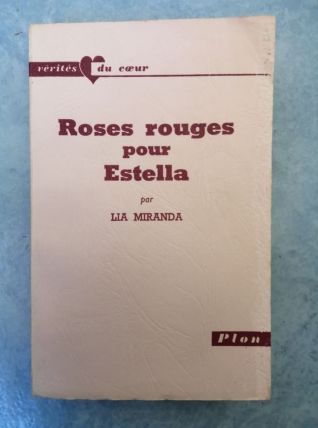 vérités du cœur
Roses rouges
pour
Estella
par
LIA MIRANDA
Plon